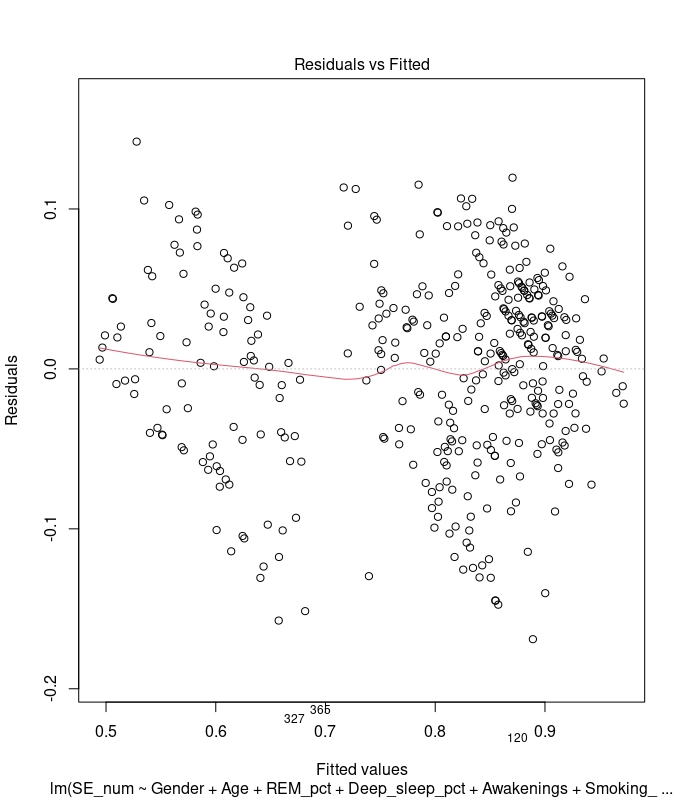 Residuals vs Fitted
Residuals
0.1
0.0
-0.1
-0.2
0.5 0.6 0.7 0.8 0.9
327 365 120
Fitted values
lm(SE_num ~ Gender + Age + REM_pct + Deep_sleep_pct + Awakenings + Smoking_ ...